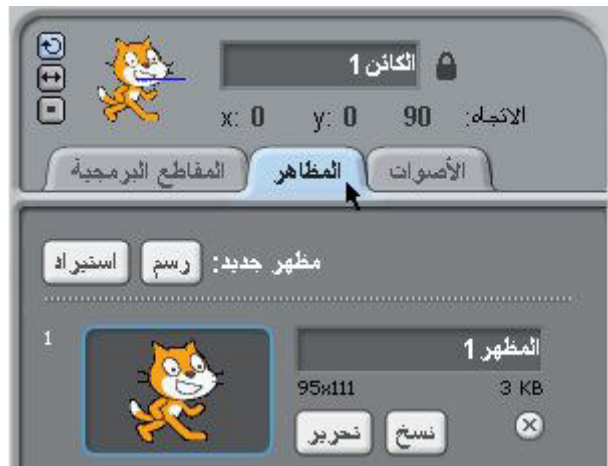 الكائن 1
الاتجاه: 90 y: 0 x: 0
الأصوات المظاهر المقاطع البرمجية
مظهر جديد: رسم استيراد
1
المظهر 1
95x111 3 KB
نسخ تحرير